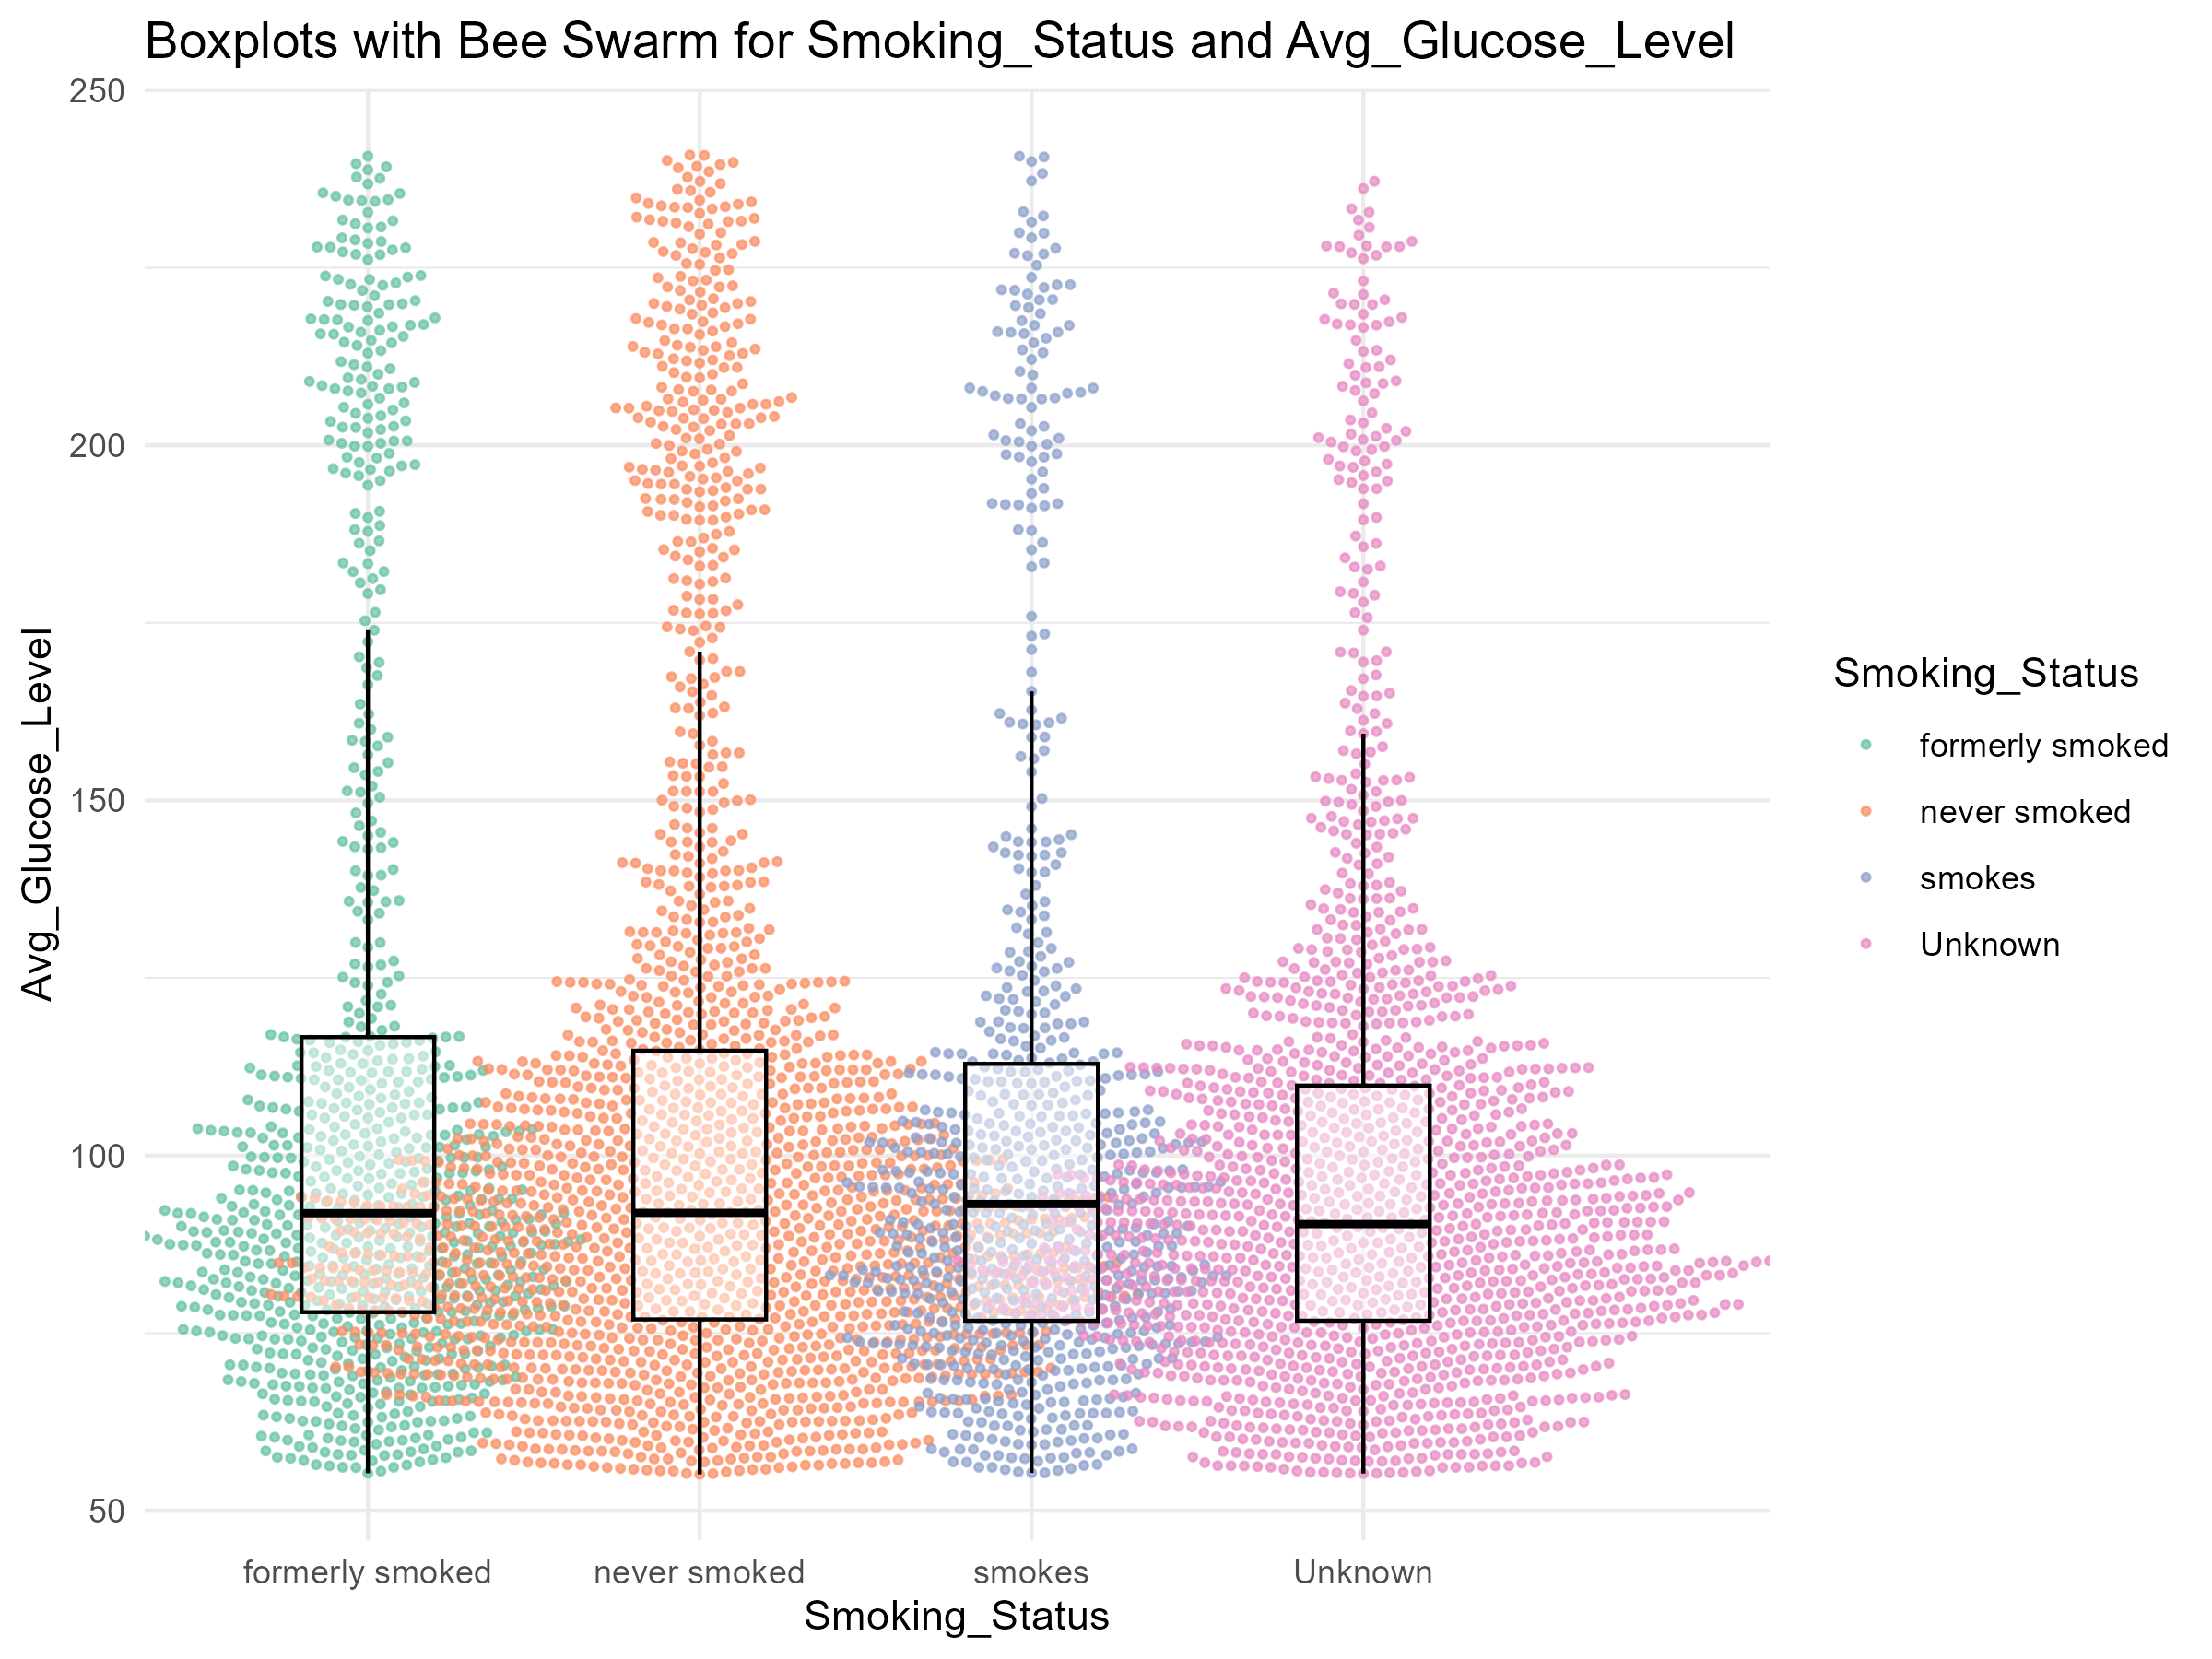 Boxplots with Bee Swarm for Smoking_Status and Avg_Glucose_Level
250
200
150
100
50
Avg_Glucose_Level
formerly smoked
never smoked
smokes
Unknown
Smoking_Status
Smoking_Status
formerly smoked
never smoked
smokes
Unknown